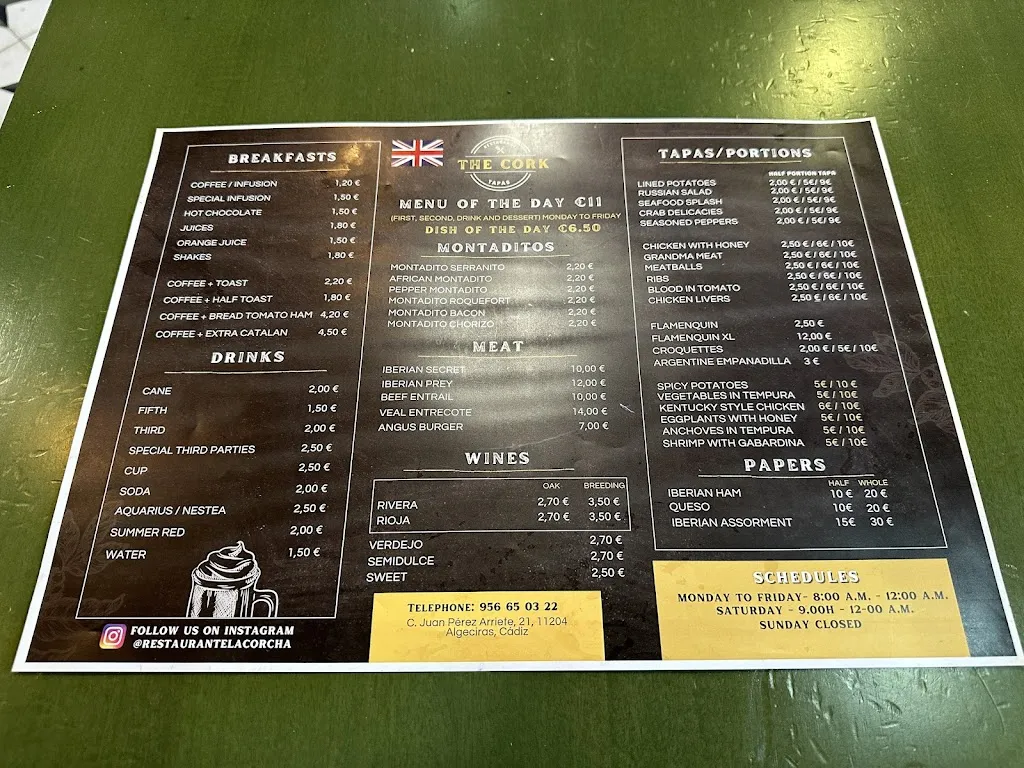 BREAKFASTS
COFFEE / INFUSION 1,20 €
SPECIAL INFUSION 1,50 €
HOT CHOCOLATE 1,50 €
JUICES 1,80 €
ORANGE JUICE 1,50 €
SHAKES 1,80 €
COFFEE + TOAST 2,20 €
COFFEE + HALF TOAST 1,80 €
COFFEE + BREAD TOMATO HAM 4,20 €
COFFEE + EXTRA CATALAN 4,50 €
DRINKS
CANE 2,00 €
FIFTH 1,50 €
THIRD 2,00 €
SPECIAL THIRD PARTIES 2,50 €
CUP 2,50 €
SODA 2,00 €
AQUARIUS / NESTEA 2,50 €
SUMMER RED 2,00 €
WATER 1,50 €
FOLLOW US ON INSTAGRAM
@RESTAURANTELACORCHA
THE CORK
TAPAS
MENU OF THE DAY €11
(FIRST, SECOND, DRINK AND DESSERT) MONDAY TO FRIDAY
DISH OF THE DAY €6.50
MONTADITOS
MONTADITO SERRANITO 2,20 €
AFRICAN MONTADITO 2,20 €
PEPPER MONTADITO 2,20 €
MONTADITO ROQUEFORT 2,20 €
MONTADITO BACON 2,20 €
MONTADITO CHORIZO 2,20 €
MEAT
IBERIAN SECRET 10,00 €
IBERIAN PREY 12,00 €
BEEF ENTRAIL 10,00 €
VEAL ENTRECOTE 14,00 €
ANGUS BURGER 7,00 €
WINES
OAK BREEDING
RIVERA 2,70 € 3,50 €
RIOJA 2,70 € 3,50 €
VERDEJO 2,70 €
SEMIDULCE 2,70 €
SWEET 2,50 €
TELEPHONE: 956 65 03 22
C. Juan Pérez Arriete, 21, 11204
Algeciras, Cádiz
TAPAS/PORTIONS
HALF PORTION TAPA
LINED POTATOES 2,00 € / 5€/ 9€
RUSSIAN SALAD 2,00 € / 5€/ 9€
SEAFOOD SPLASH 2,00 € / 5€/ 9€
CRAB DELICACIES 2,00 € / 5€/ 9€
SEASONED PEPPERS 2,00 € / 5€/ 9€
CHICKEN WITH HONEY 2,50 € / 6€ / 10€
GRANDMA MEAT 2,50 € / 6€ / 10€
MEATBALLS 2,50 € / 6€ / 10€
RIBS 2,50 € / 6€ / 10€
BLOOD IN TOMATO 2,50 € / 6€ / 10€
CHICKEN LIVERS 2,50 € / 6€ / 10€
FLAMENQUIN 2,50 €
FLAMENQUIN XL 12,00 €
CROQUETTES 2,00 € / 5€ / 10€
ARGENTINE EMPANADILLA 3 €
SPICY POTATOES 5€ / 10 €
VEGETABLES IN TEMPURA 5€ / 10€
KENTUCKY STYLE CHICKEN 6€ / 10€
EGGPLANTS WITH HONEY 5€ / 10€
ANCHOVES IN TEMPURA 5€ / 10€
SHRIMP WITH GABARDINA 5€ / 10€
PAPERS
HALF WHOLE
IBERIAN HAM 10 € 20 €
QUESO 10€ 20 €
IBERIAN ASSORMENT 15€ 30 €
SCHEDULES
MONDAY TO FRIDAY- 8:00 A.M. - 12:00 A.M.
SATURDAY - 9.00H - 12-00 A.M.
SUNDAY CLOSED